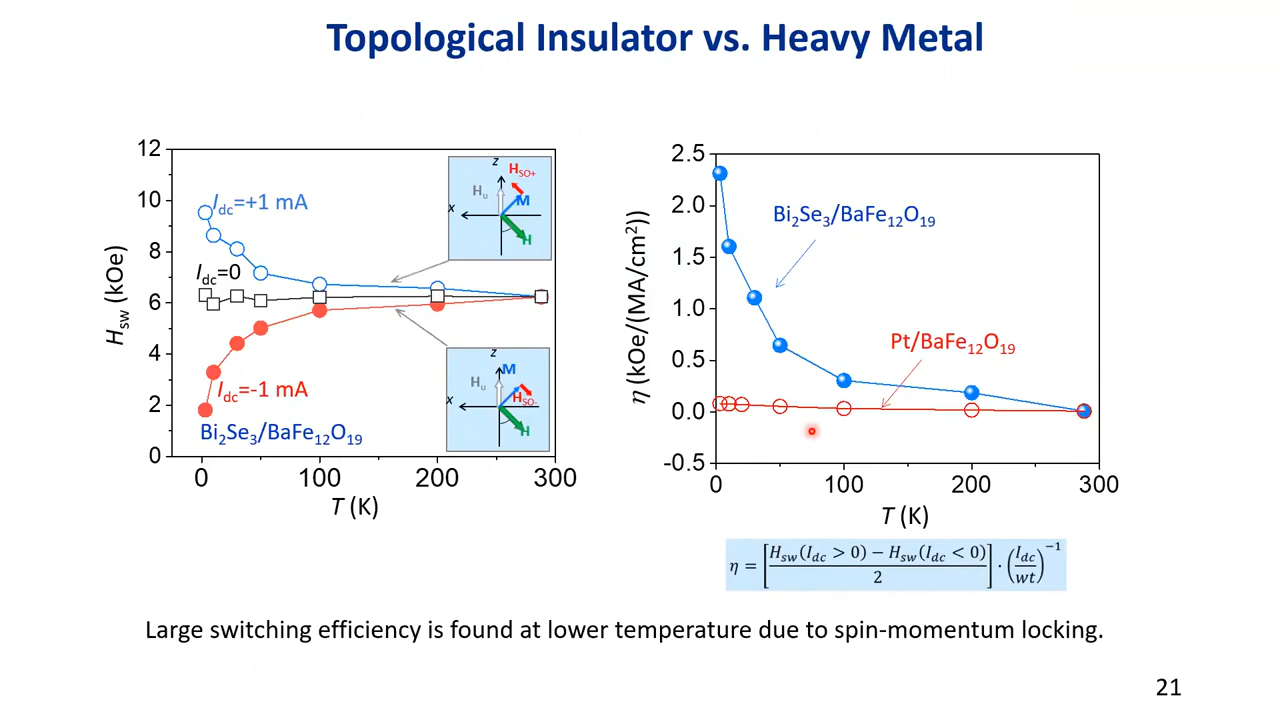 Topological Insulator vs. Heavy Metal
12
10
8
6
4
2
0
H_sw (kOe)
0
100
200
300
T (K)
I_dc=+1 mA
I_dc=0
I_dc=-1 mA
Bi₂Se₃/BaFe₁₂O₁₉
z
H_SO+
H_u
M
x
H
z
M
H_u
x
H_SO-
H
2.5
2.0
1.5
1.0
0.5
0.0
-0.5
η (kOe/(MA/cm²))
0
100
200
300
T (K)
Bi₂Se₃/BaFe₁₂O₁₉
Pt/BaFe₁₂O₁₉
η = [H_sw(I_dc > 0) − H_sw(I_dc < 0) / 2] · (I_dc / wt)⁻¹
Large switching efficiency is found at lower temperature due to spin-momentum locking.
21